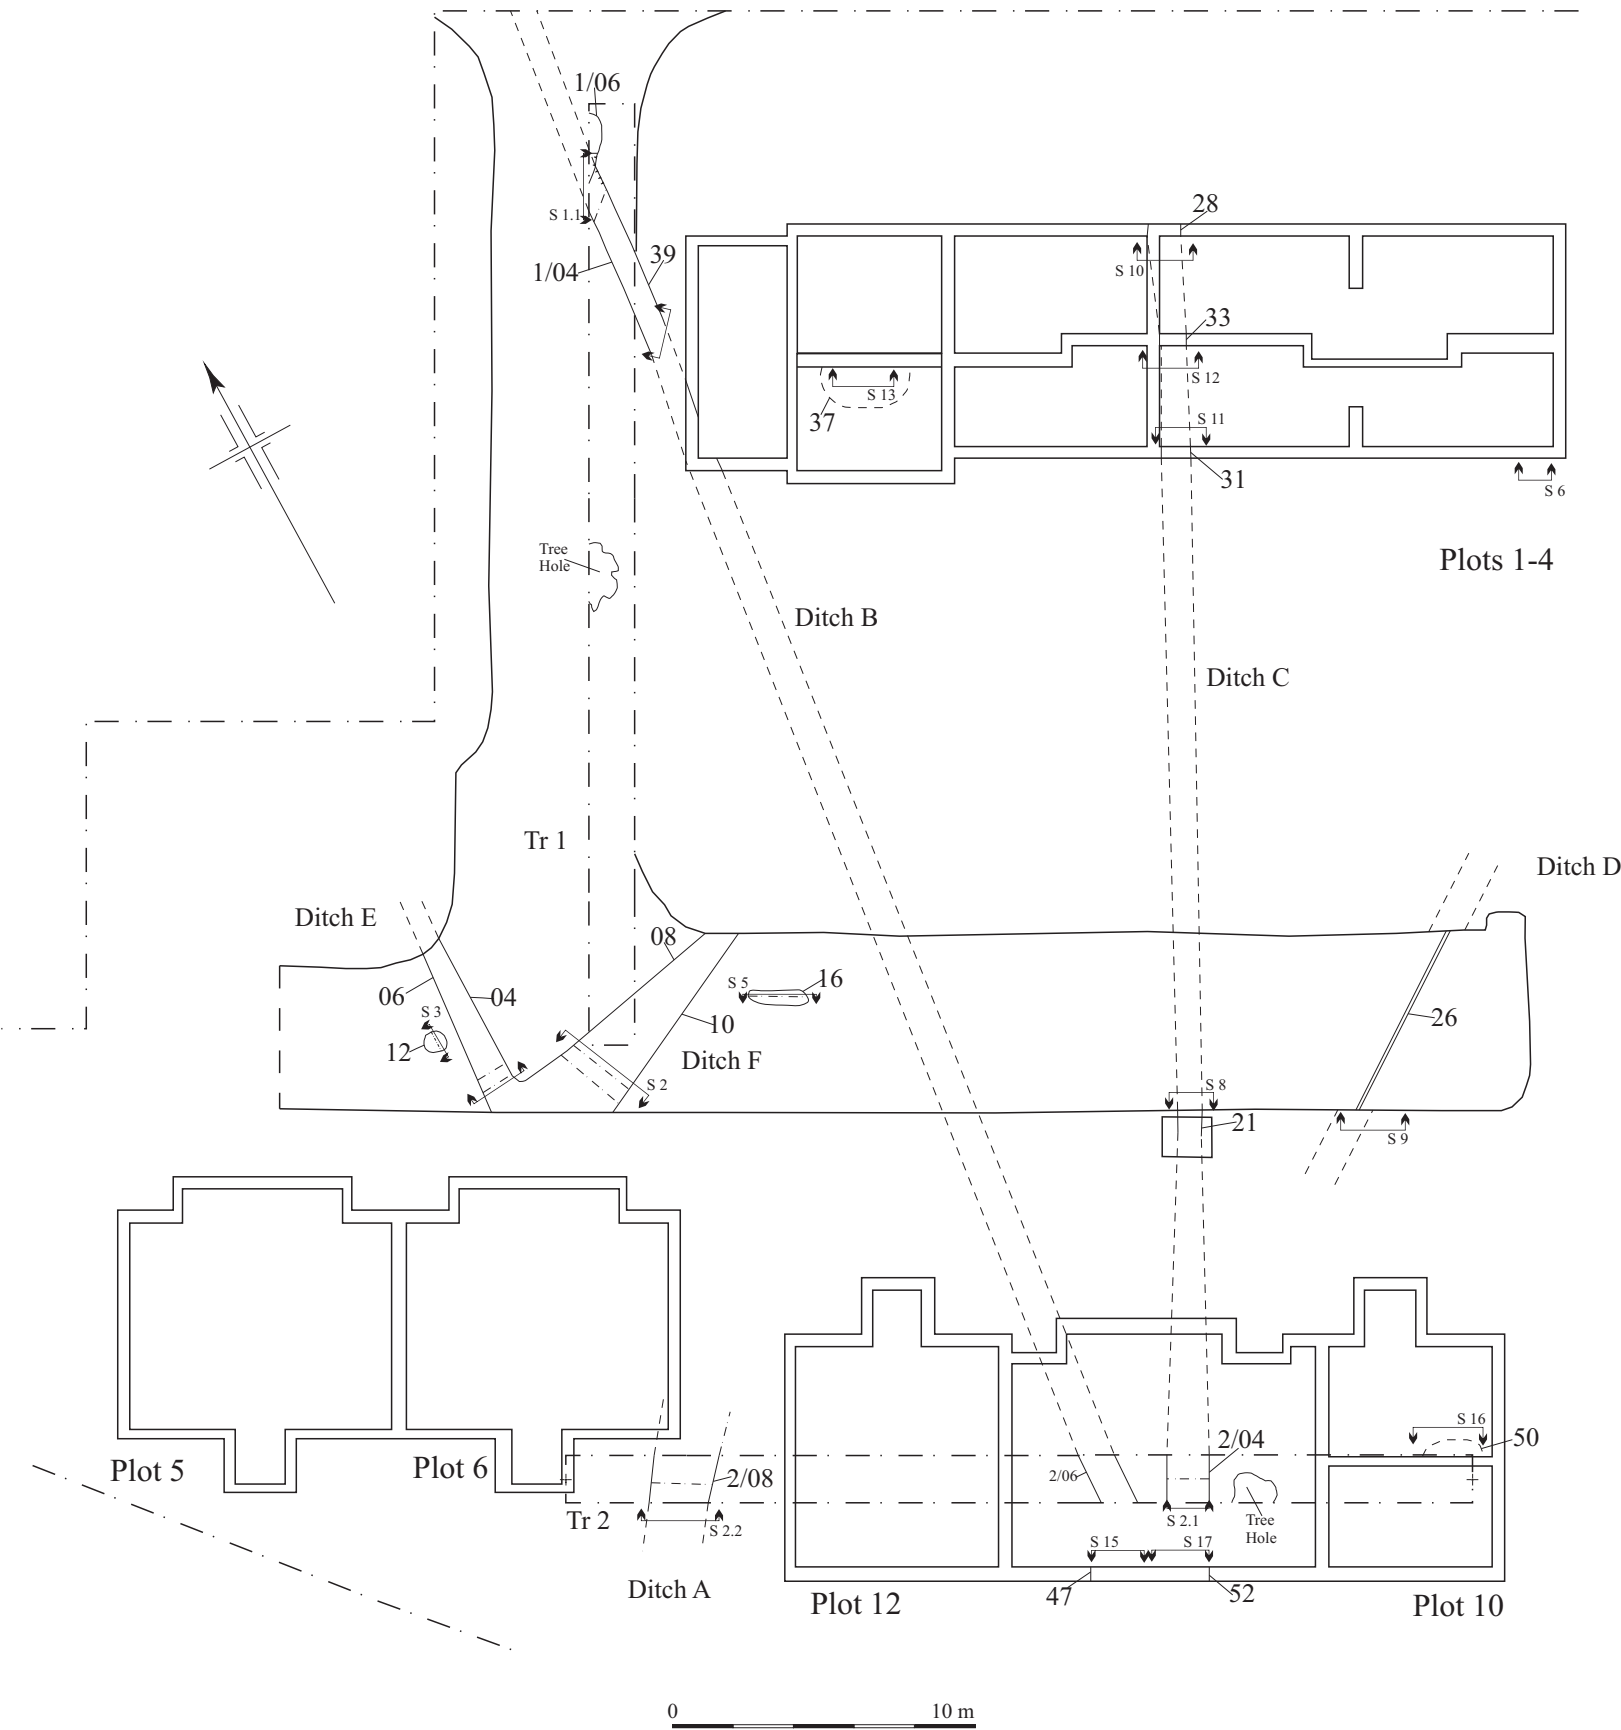 1/06
S 1.1
28
39
1/04
S 10
33
S 12
S 13
37
S 11
31
S 6
Tree
Hole
Plots 1-4
Ditch B
Ditch C
Tr 1
Ditch D
Ditch E
08
06
04
S 5
16
S 3
10
26
12
Ditch F
S 2
S 8
21
S 9
Plot 5
Plot 6
2/08
2/06
2/04
S 16
50
Tr 2
S 2.2
S 2.1
Tree
Hole
S 15
S 17
Ditch A
Plot 12
47
52
Plot 10
0
10 m